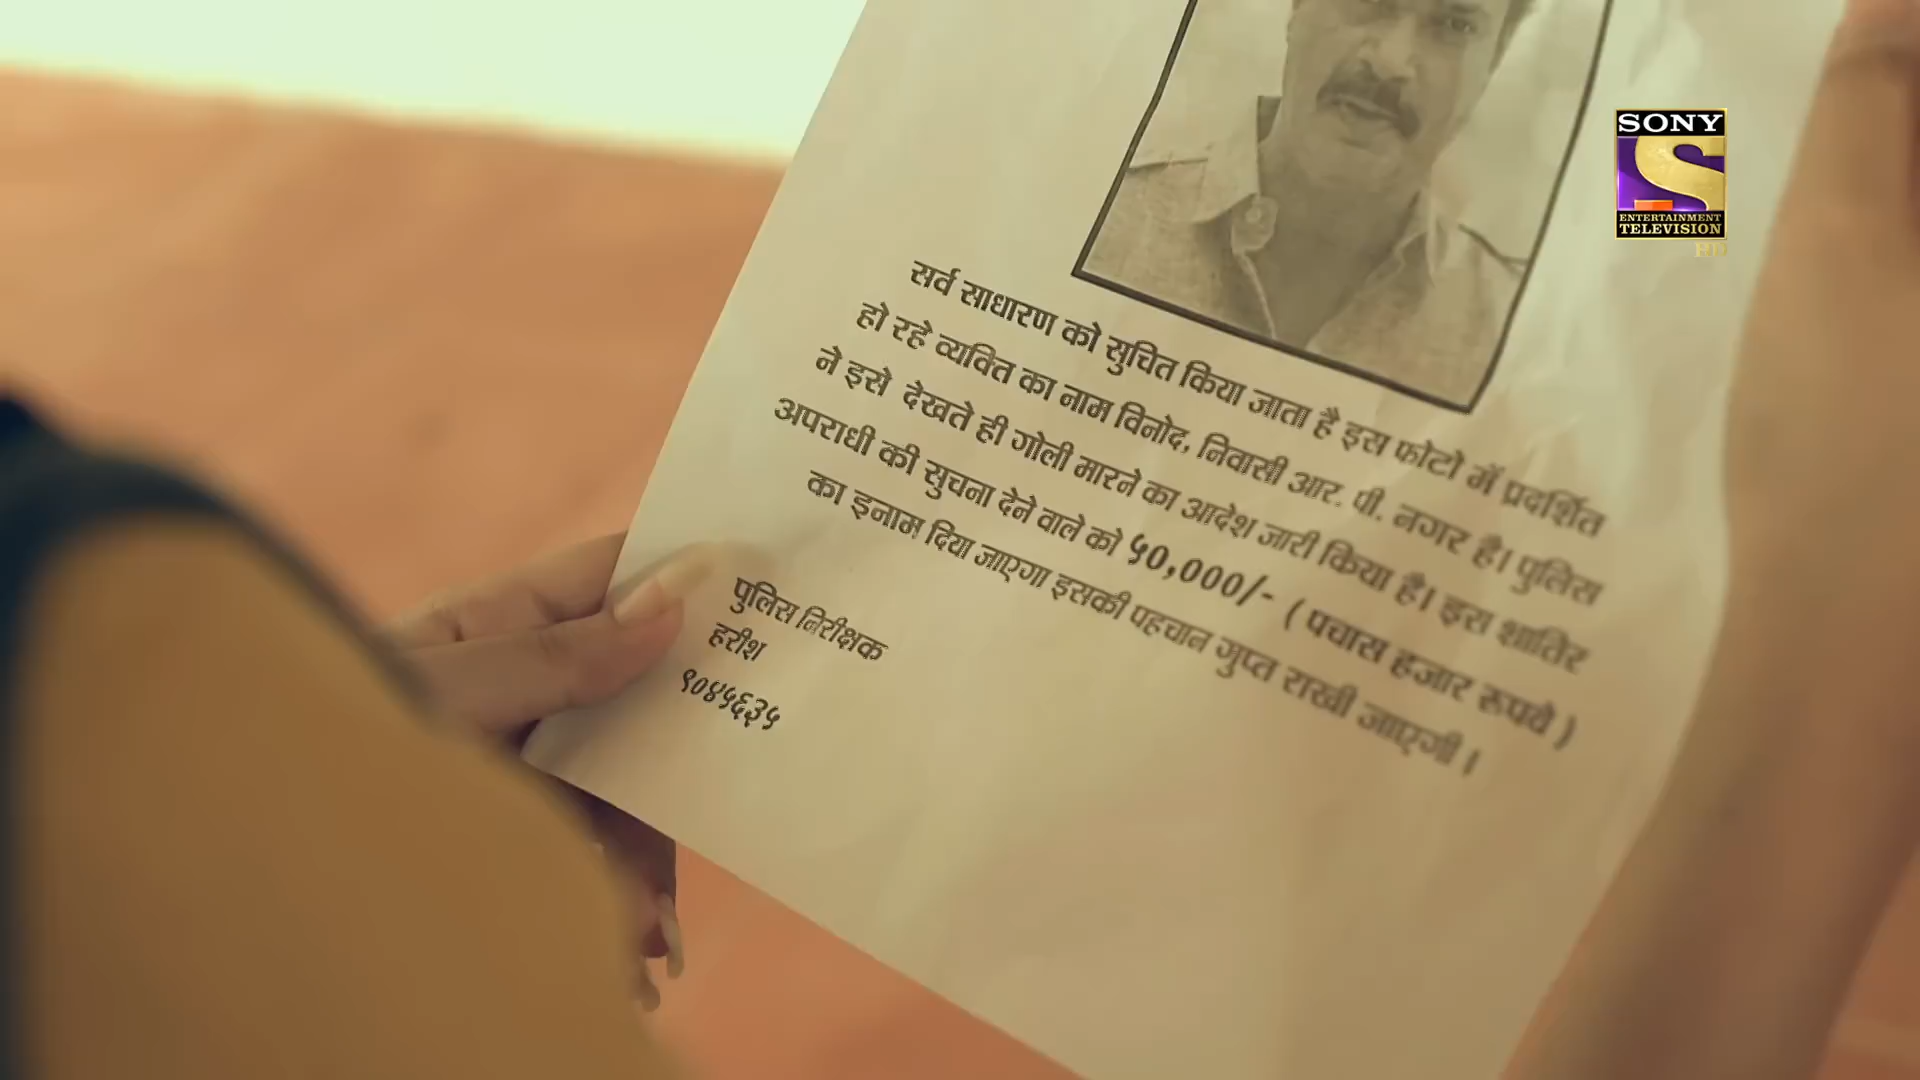 सर्व साधारण को सुचित किया जाता है इस फोटो में प्रदर्शित
हो रहे व्यक्ति का नाम विनोद, निवासी आर. पी. नगर है। पुलिस
ने इसे देखते ही गोली मारने का आदेश जारी किया है। इस शातिर
अपराधी की सुचना देने वाले को ५0,000/- ( पचास हजार रूपये )
का इनाम दिया जाएगा इसकी पहचान गुप्त राखी जाएगी ।
पुलिस निरीक्षक
हरीश
९०४५६३५
SONY
ENTERTAINMENT
TELEVISION
HD